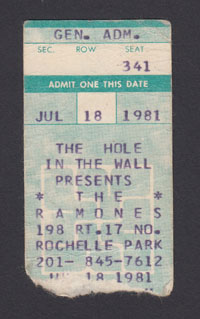 GEN. ADM.
SEC. ROW SEAT
341
ADMIT ONE THIS DATE
JUL 18 1981
THE HOLE
IN THE WALL
PRESENTS
* THE *
RAMONES
198 RT.17 NO.
ROCHELLE PARK
201- 845-7612
18 1981